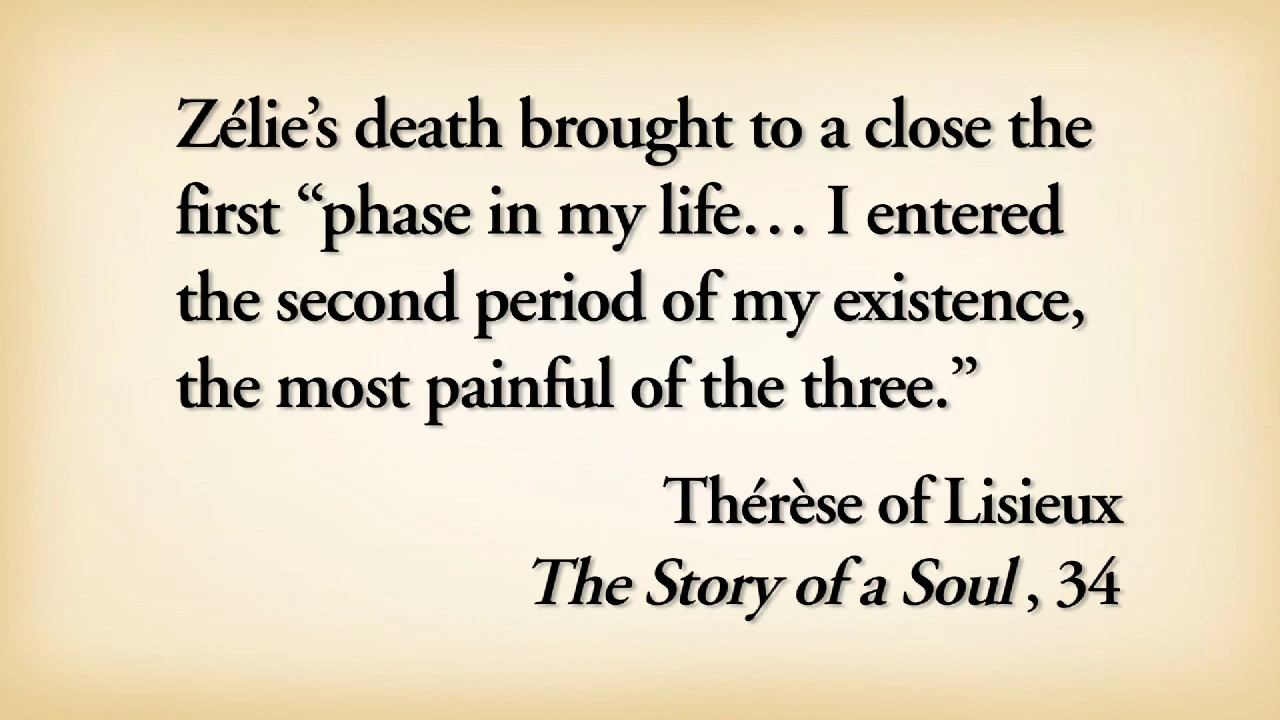 Zélie’s death brought to a close the
first “phase in my life… I entered
the second period of my existence,
the most painful of the three.”
Thérèse of Lisieux
The Story of a Soul , 34